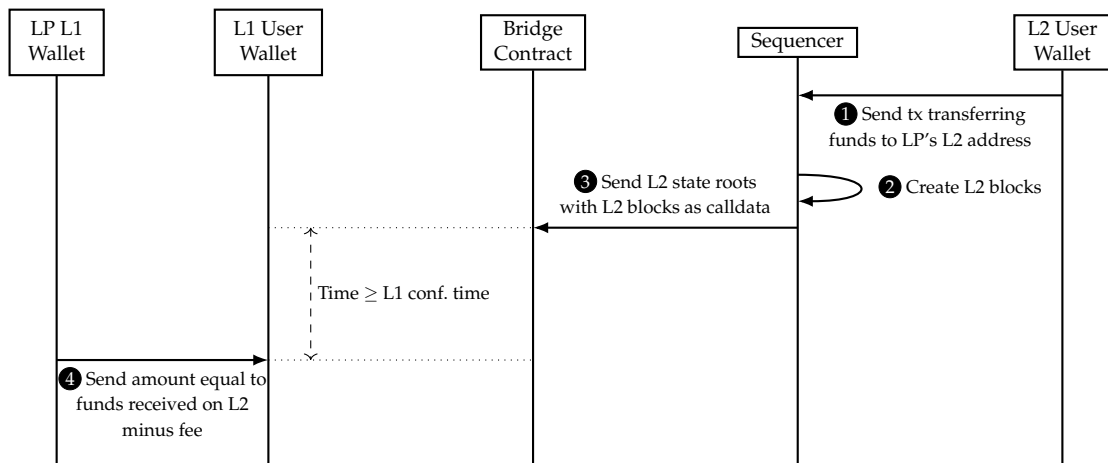 LP L1
Wallet
L1 User
Wallet
Bridge
Contract
Sequencer
L2 User
Wallet
1 Send tx transferring
funds to LP's L2 address
2 Create L2 blocks
3 Send L2 state roots
with L2 blocks as calldata
Time ≥ L1 conf. time
4 Send amount equal to
funds received on L2
minus fee